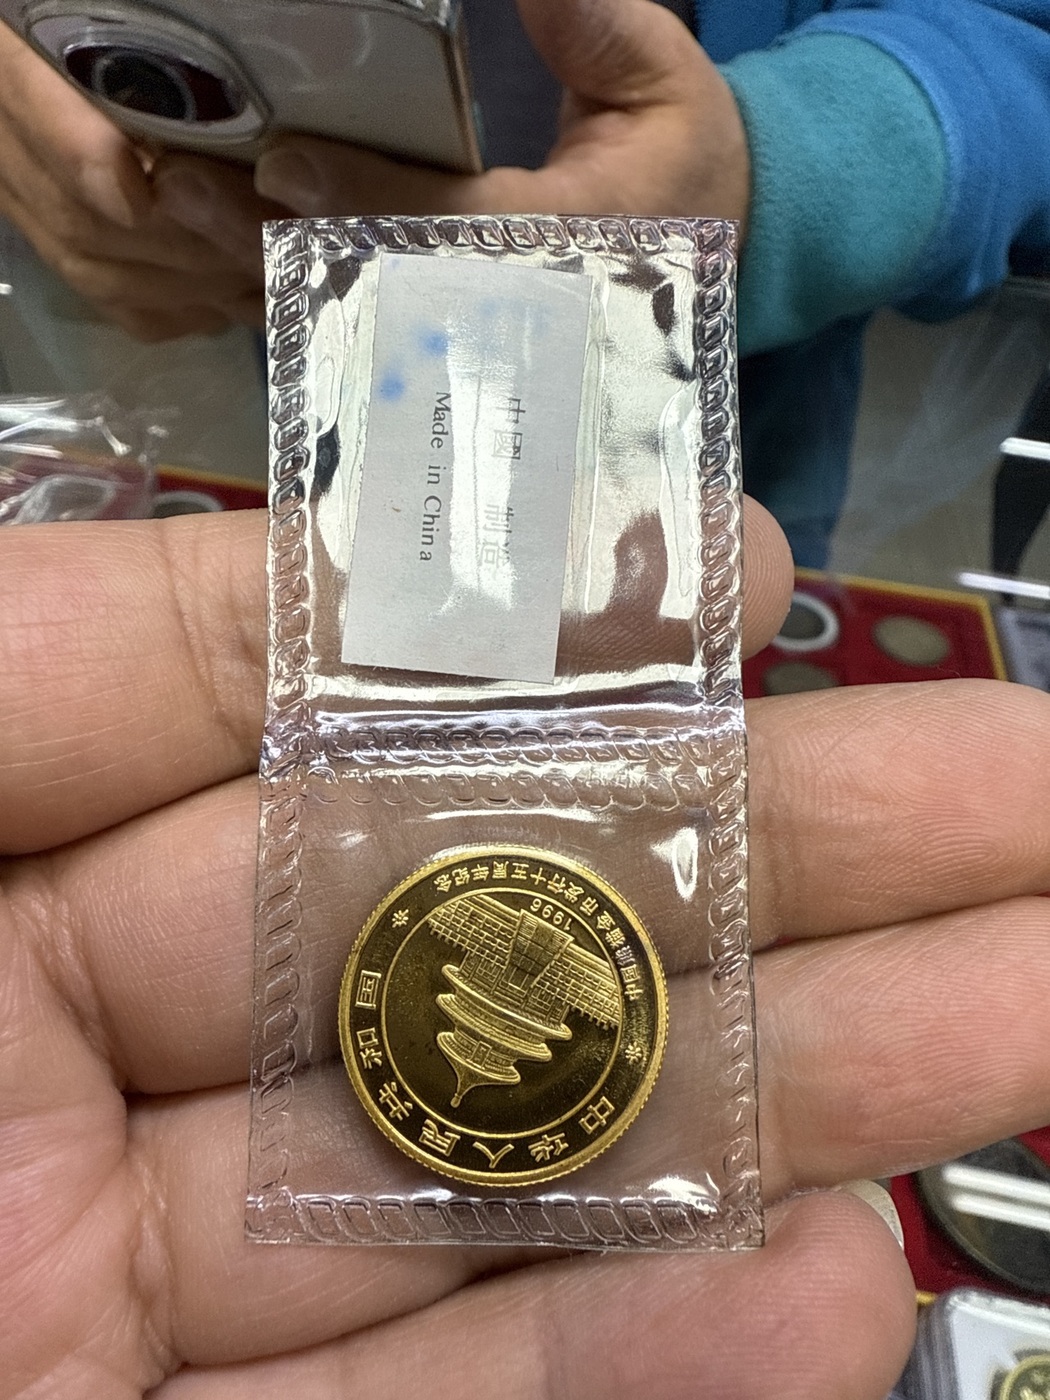 中國 制造
Made in China
中华人民共和国
1996
中国熊猫金币发行十五周年纪念